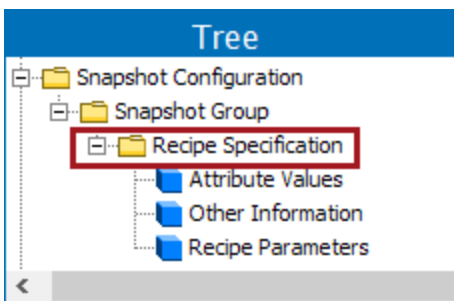 Tree
Snapshot Configuration
Snapshot Group
Recipe Specification
Attribute Values
Other Information
Recipe Parameters